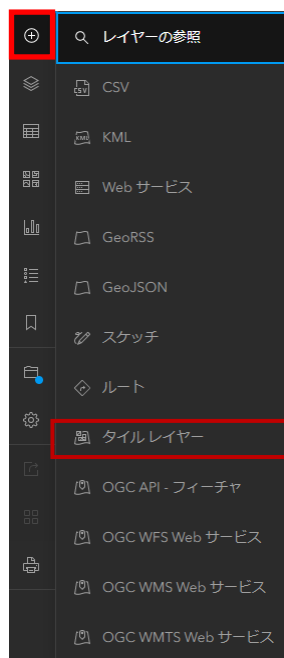 レイヤーの参照
CSV
CSV
KML
KML
Web サービス
GeoRSS
GeoJSON
スケッチ
ルート
タイル レイヤー
OGC API - フィーチャ
OGC WFS Web サービス
OGC WMS Web サービス
OGC WMTS Web サービス